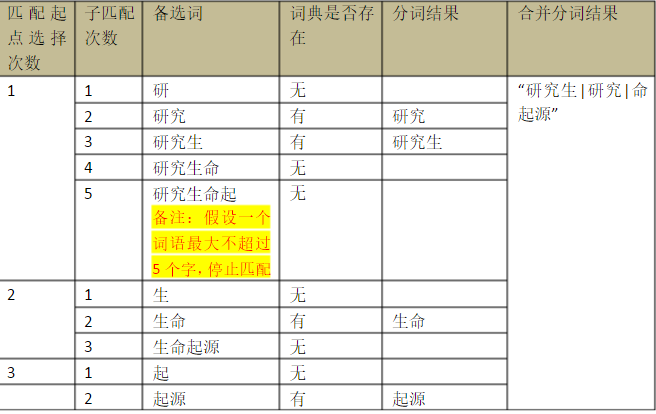 匹配起点选择次数 子匹配次数 备选词 词典是否存在 分词结果 合并分词结果
1 1 研 无 “研究生|研究|命起源”
2 研究 有 研究
3 研究生 有 研究生
4 研究生命 无
5 研究生命起 无
备注：假设一个
词语最大不超过
5个字，停止匹配
2 1 生 无
2 生命 有 生命
3 生命起源 无
3 1 起 无
2 起源 有 起源